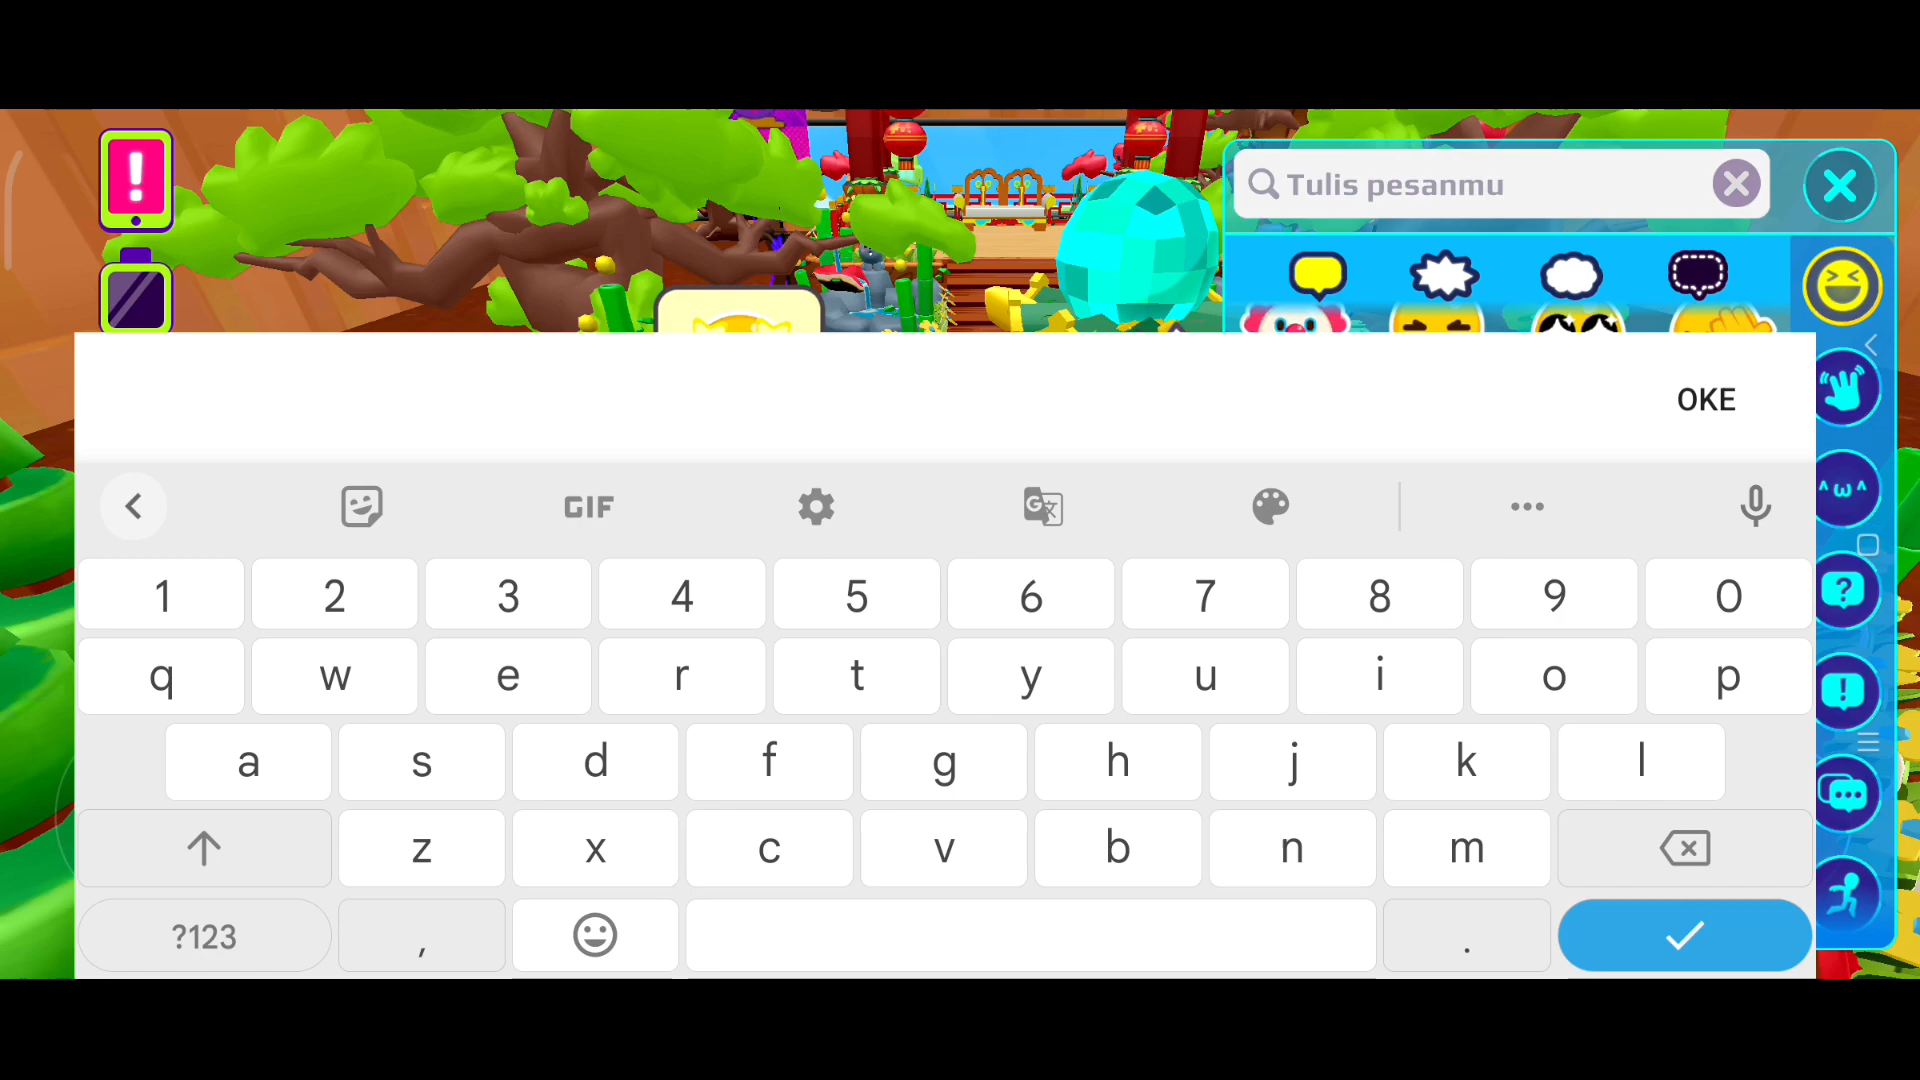 !
Tulis pesanmu
OKE
GIF
1 2 3 4 5 6 7 8 9 0
q w e r t y u i o p
a s d f g h j k l
z x c v b n m
?123 , .
^ω^
?
!